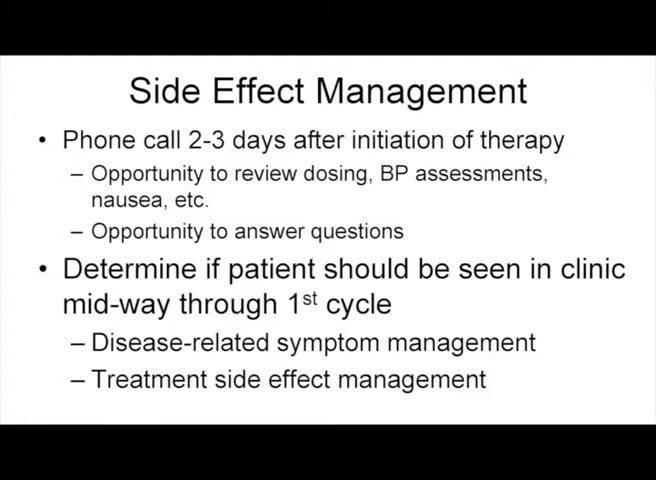 Side Effect Management
• Phone call 2-3 days after initiation of therapy
– Opportunity to review dosing, BP assessments,
nausea, etc.
– Opportunity to answer questions
• Determine if patient should be seen in clinic
mid-way through 1st cycle
– Disease-related symptom management
– Treatment side effect management